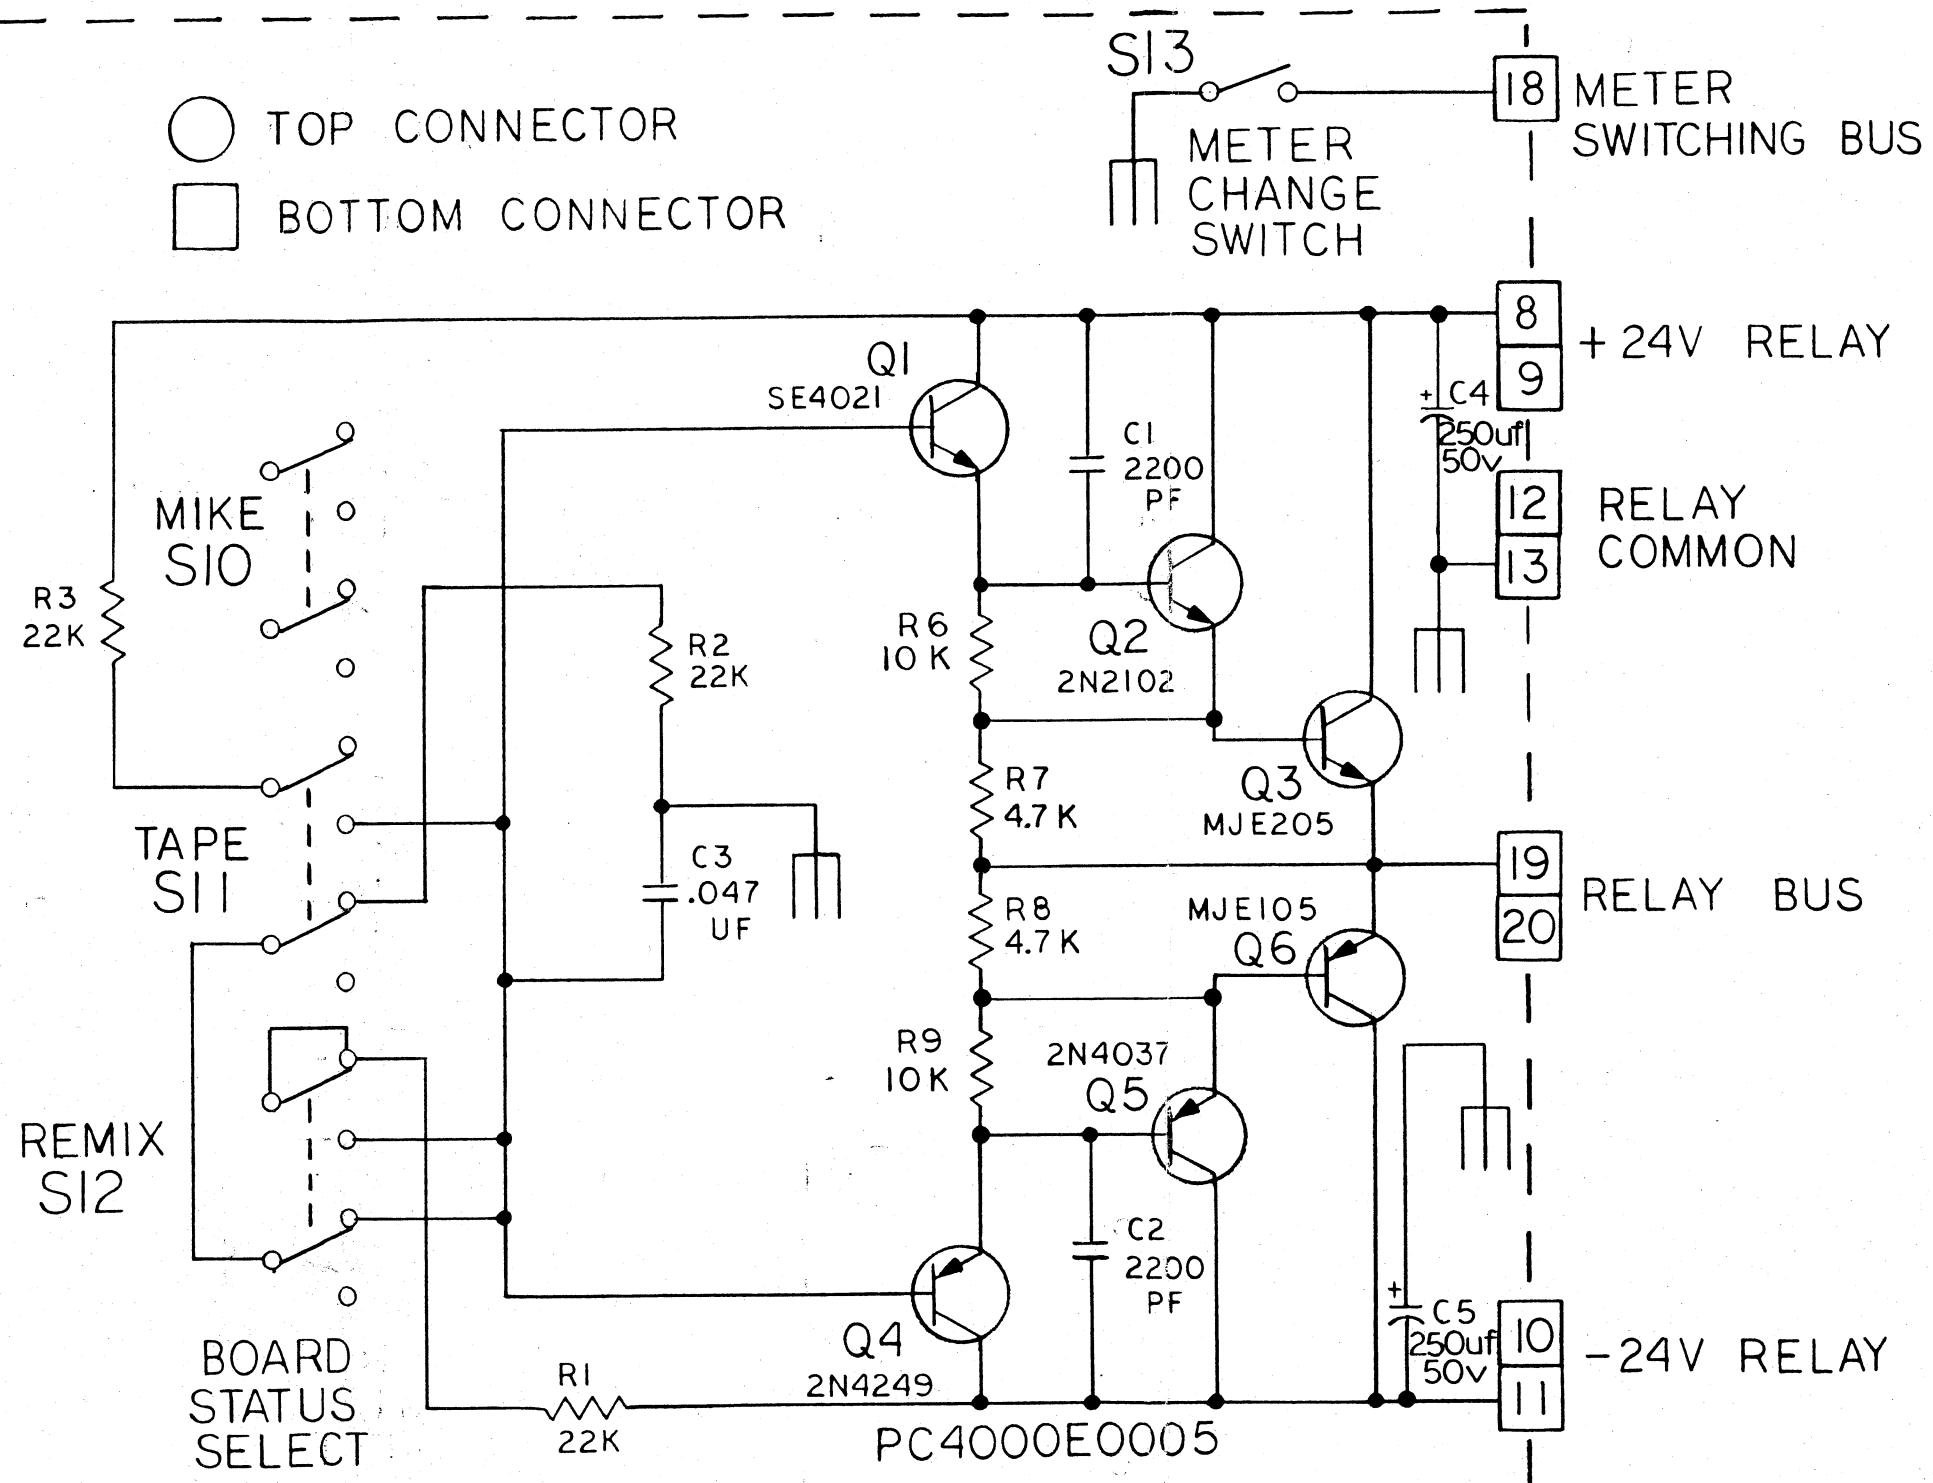 S13
18
METER
SWITCHING BUS
TOP CONNECTOR
METER
CHANGE
SWITCH
BOTTOM CONNECTOR
8
+24V RELAY
9
Q1
SE4021
+
C4
250uf
50v
C1
2200
PF
12
RELAY
COMMON
13
MIKE
S10
R3
22K
R6
10 K
Q2
2N2102
R2
22K
R7
4.7 K
Q3
MJE205
TAPE
S11
C3
.047
UF
19
RELAY BUS
20
R8
4.7 K
MJE105
Q6
R9
10 K
2N4037
Q5
REMIX
S12
C2
2200
PF
+
C5
250uf
50v
10
-24V RELAY
11
Q4
2N4249
BOARD
STATUS
SELECT
R1
22K
PC4000E0005